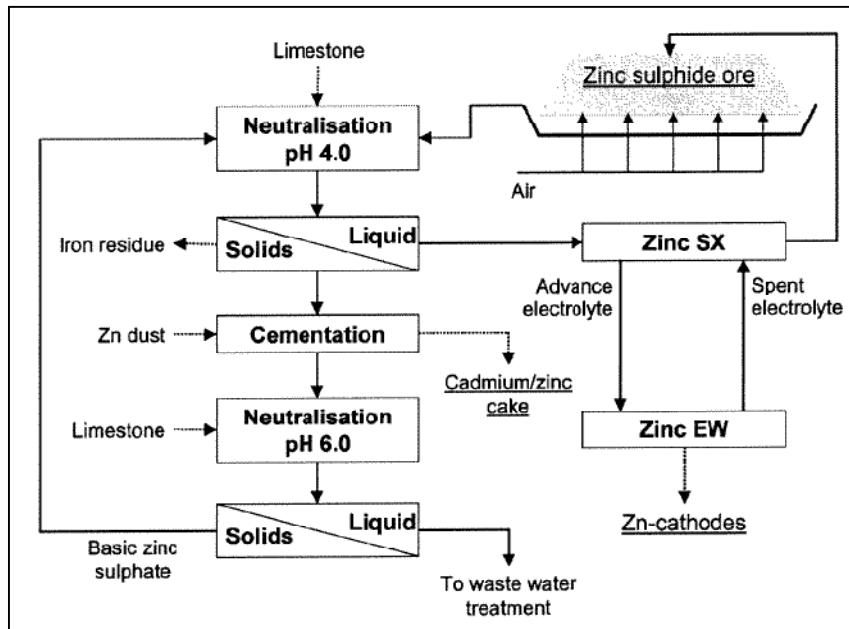 Limestone
Zinc sulphide ore
Neutralisation
pH 4.0
Air
Iron residue
Solids
Liquid
Zinc SX
Advance
electrolyte
Spent
electrolyte
Zn dust
Cementation
Cadmium/zinc
cake
Limestone
Neutralisation
pH 6.0
Zinc EW
Solids
Liquid
Zn-cathodes
Basic zinc
sulphate
To waste water
treatment